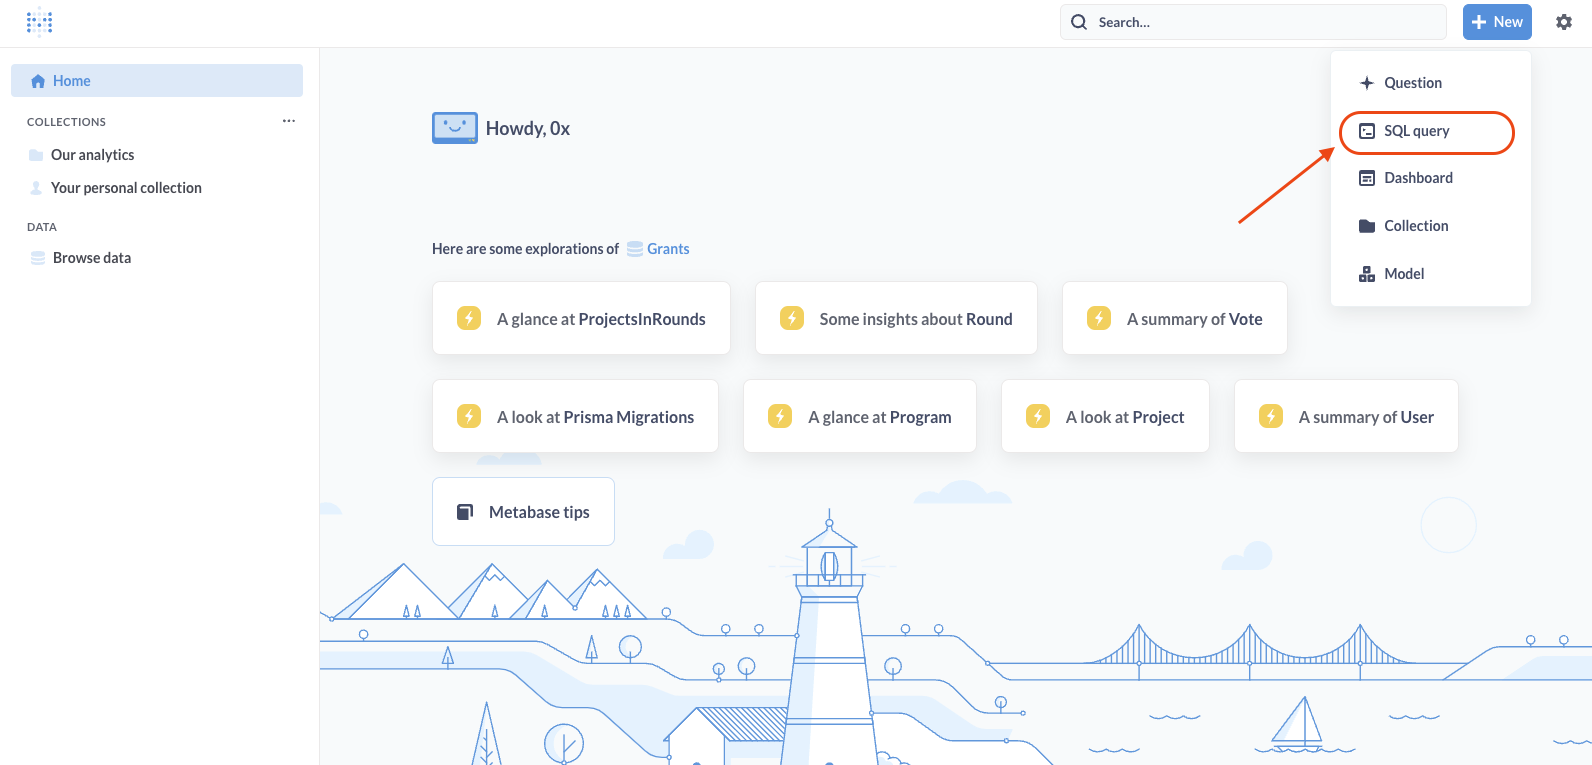 Search...
New
Home
COLLECTIONS
Our analytics
Your personal collection
DATA
Browse data
Question
SQL query
Dashboard
Collection
Model
Howdy, 0x
Here are some explorations of Grants
A glance at ProjectsInRounds
Some insights about Round
A summary of Vote
A look at Prisma Migrations
A glance at Program
A look at Project
A summary of User
Metabase tips